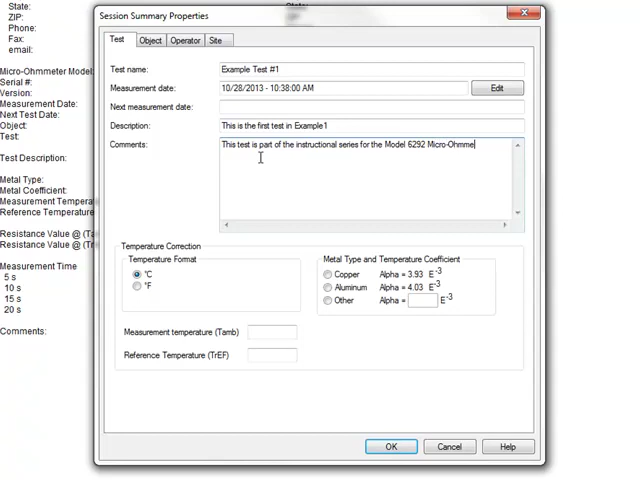 State:
State:
ZIP:
ZIP:
Phone:
Fax:
email:
Micro-Ohmmeter Model:
Serial #:
Version:
Measurement Date:
Next Test Date:
Object:
Test:
Test Description:
Metal Type:
Metal Coefficient:
Measurement Tempera
Reference Temperatur
Resistance Value @ (Ta
Resistance Value @ (Tr
Measurement Time
5 s
10 s
15 s
20 s
Comments:
Session Summary Properties
Test Object Operator Site
Test name: Example Test #1
Measurement date: 10/28/2013 - 10:38:00 AM Edit
Next measurement date:
Description: This is the first test in Example1
Comments: This test is part of the instructional series for the Model 6292 Micro-Ohmme
Temperature Correction
Temperature Format
°C
°F
Metal Type and Temperature Coefficient
Copper Alpha = 3.93 E-3
Aluminum Alpha = 4.03 E-3
Other Alpha = E-3
Measurement temperature (Tamb)
Reference Temperature (TrEF)
OK Cancel Help